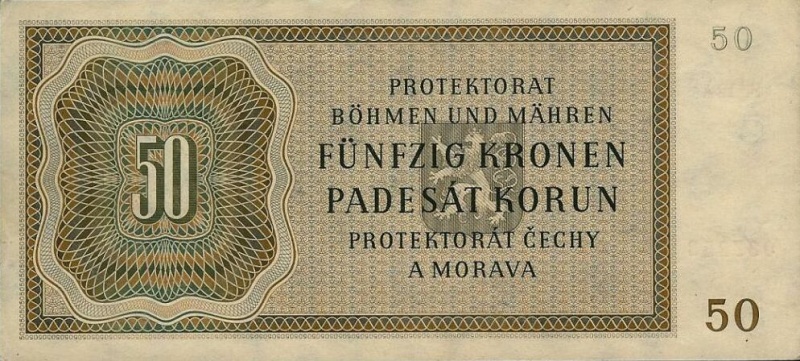 50
PROTEKTORAT
BÖHMEN UND MÄHREN
FÜNFZIG KRONEN
PADESÁT KORUN
PROTEKTORÁT ČECHY
A MORAVA
50
50